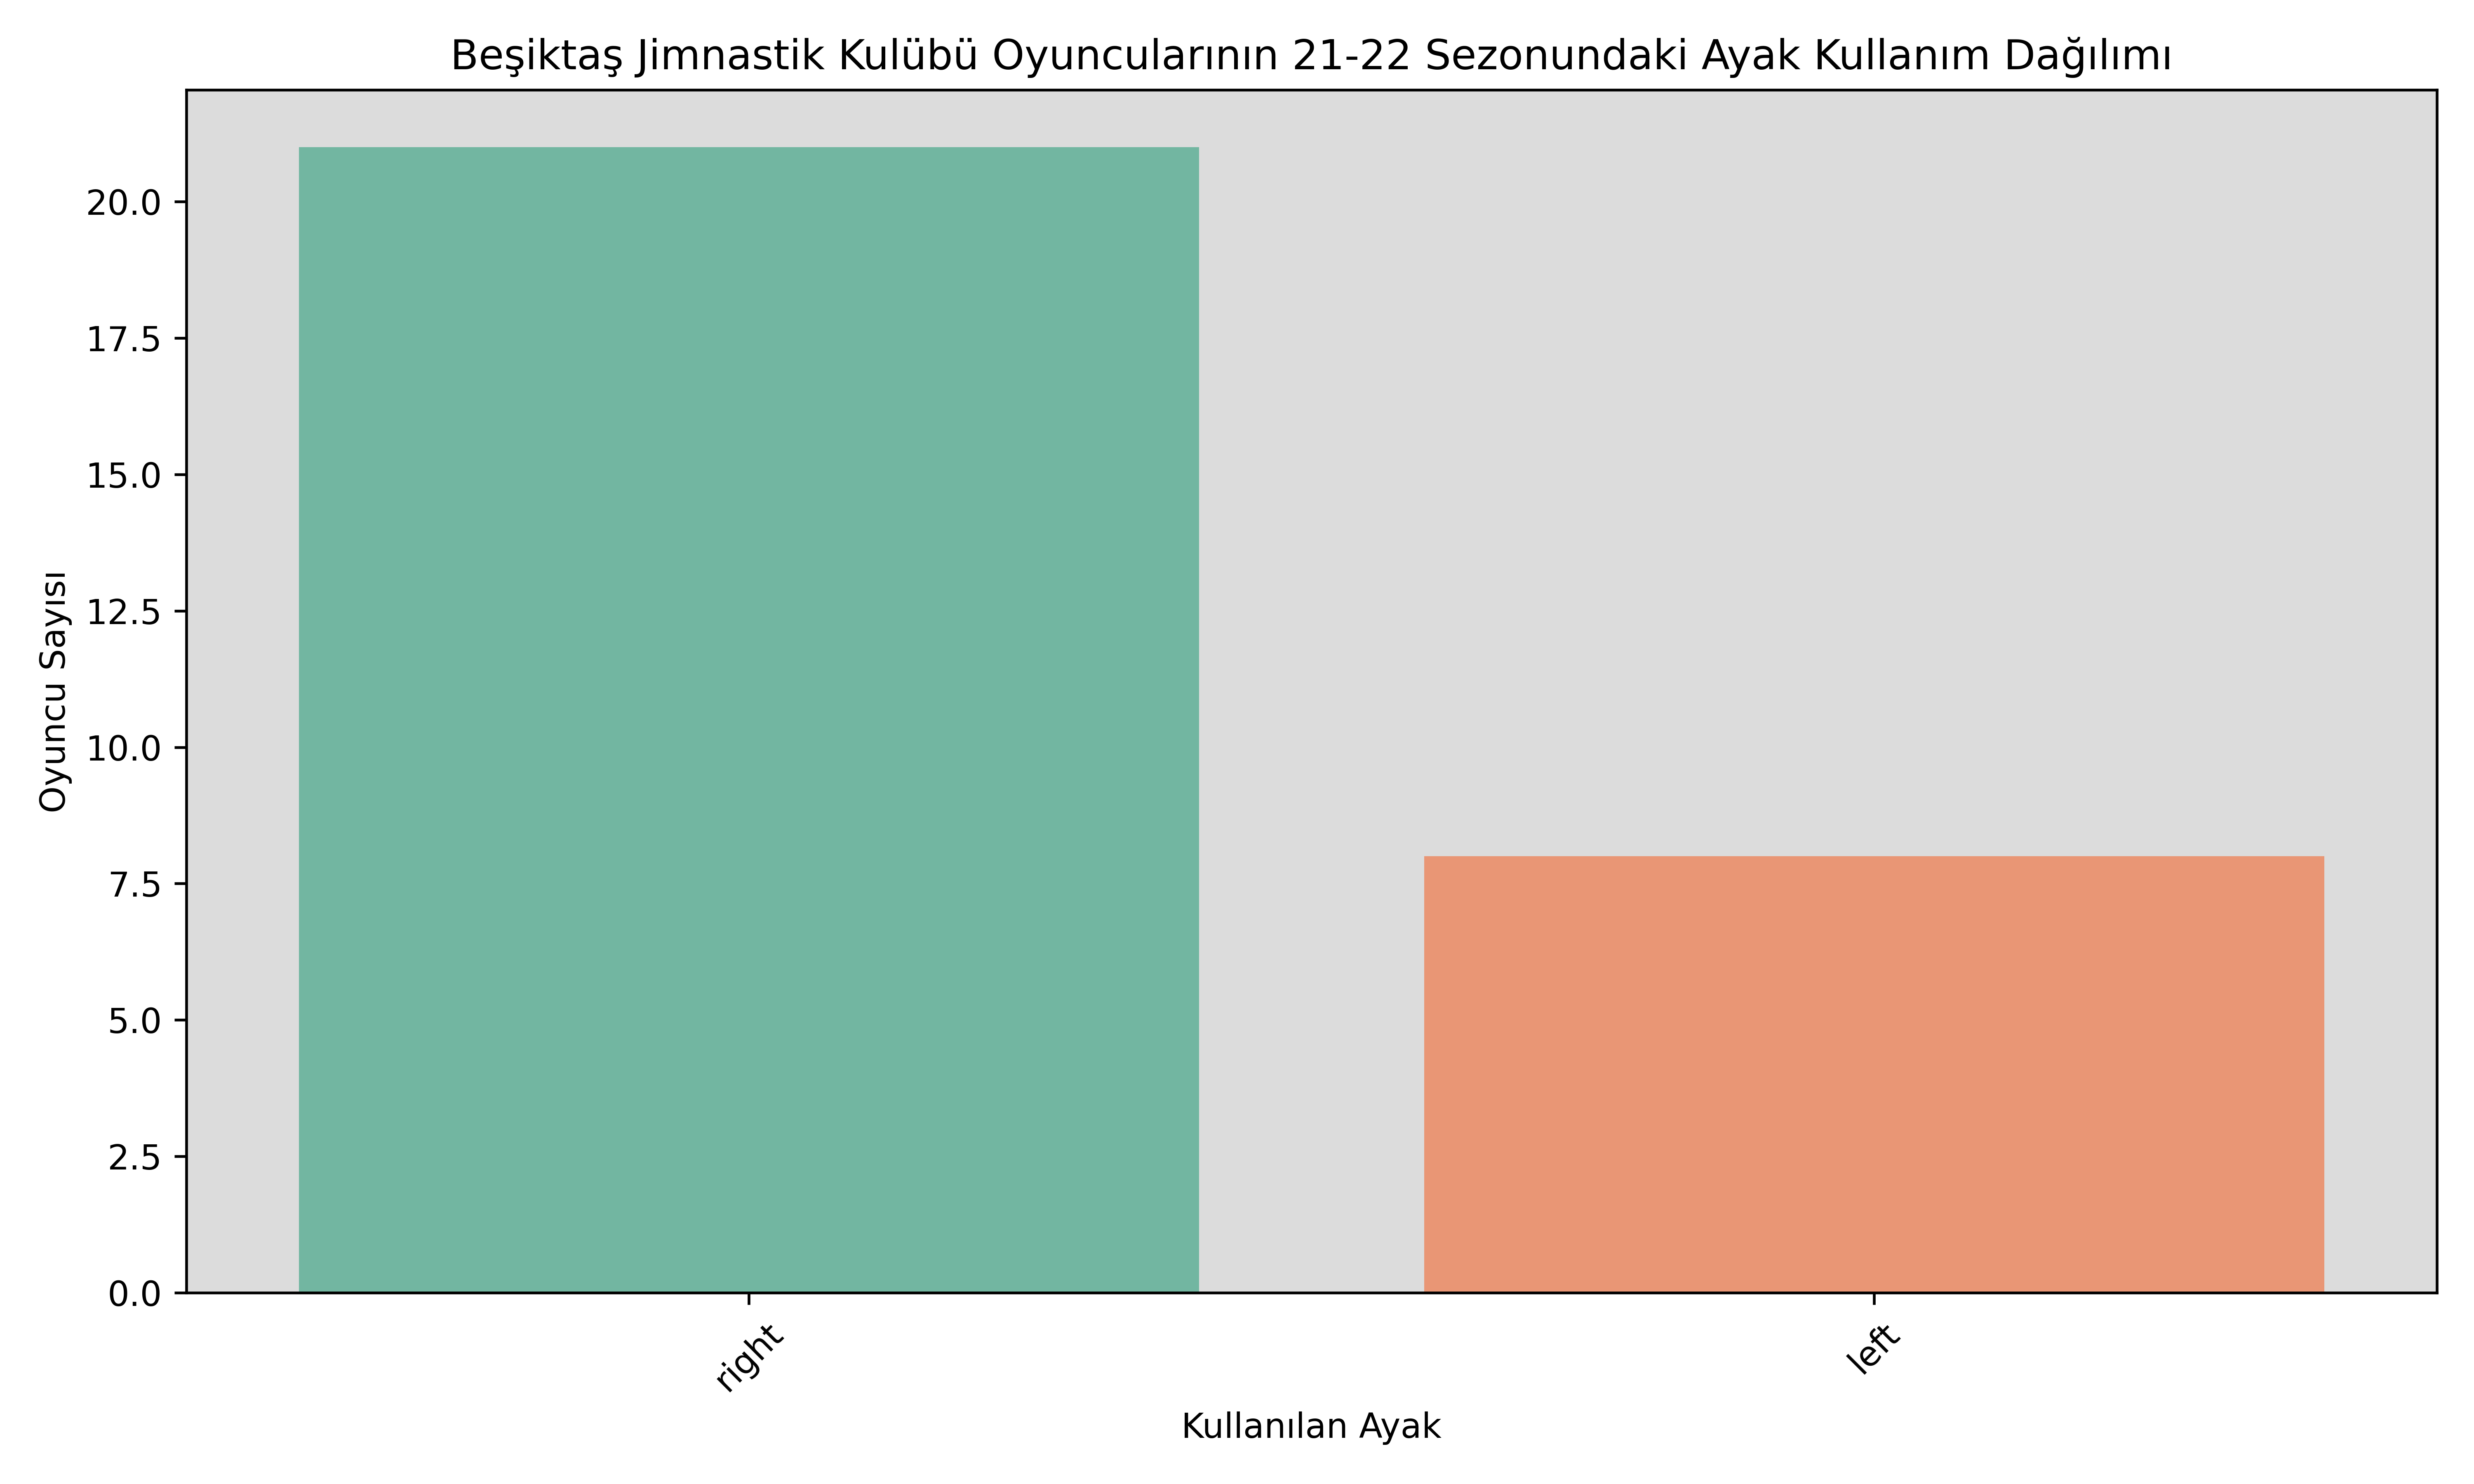 Beşiktaş Jimnastik Kulübü Oyuncularının 21-22 Sezonundaki Ayak Kullanım Dağılımı
Oyuncu Sayısı
20.0
17.5
15.0
12.5
10.0
7.5
5.0
2.5
0.0
right
left
Kullanılan Ayak